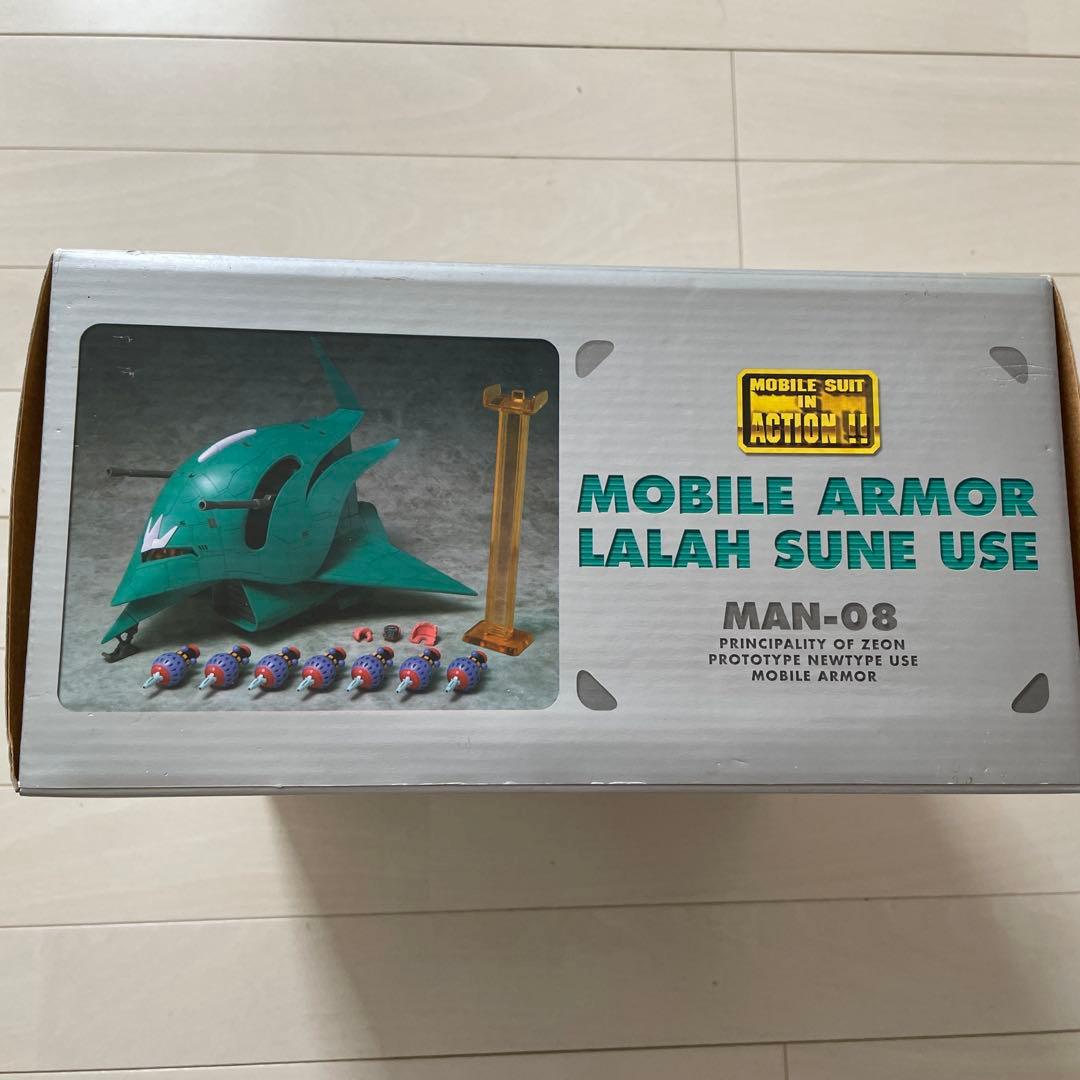 MOBILE SUIT
IN
ACTION !!
MOBILE ARMOR
LALAH SUNE USE
MAN-08
PRINCIPALITY OF ZEON
PROTOTYPE NEWTYPE USE
MOBILE ARMOR